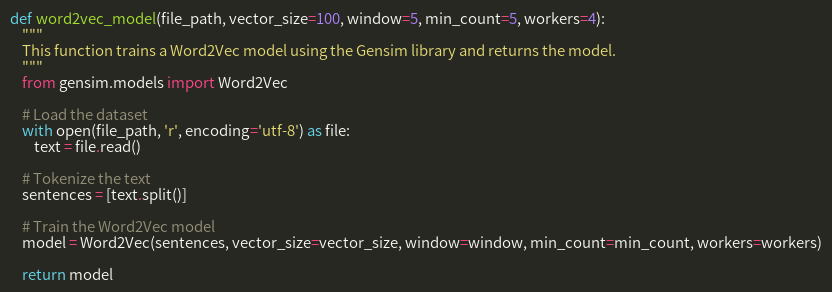 def word2vec_model(file_path, vector_size=100, window=5, min_count=5, workers=4):
    """
    This function trains a Word2Vec model using the Gensim library and returns the model.
    """
    from gensim.models import Word2Vec

    # Load the dataset
    with open(file_path, 'r', encoding='utf-8') as file:
        text = file.read()

    # Tokenize the text
    sentences = [text.split()]

    # Train the Word2Vec model
    model = Word2Vec(sentences, vector_size=vector_size, window=window, min_count=min_count, workers=workers)

    return model